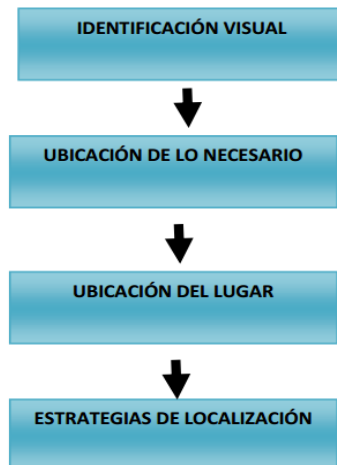 IDENTIFICACIÓN VISUAL
UBICACIÓN DE LO NECESARIO
UBICACIÓN DEL LUGAR
ESTRATEGIAS DE LOCALIZACIÓN